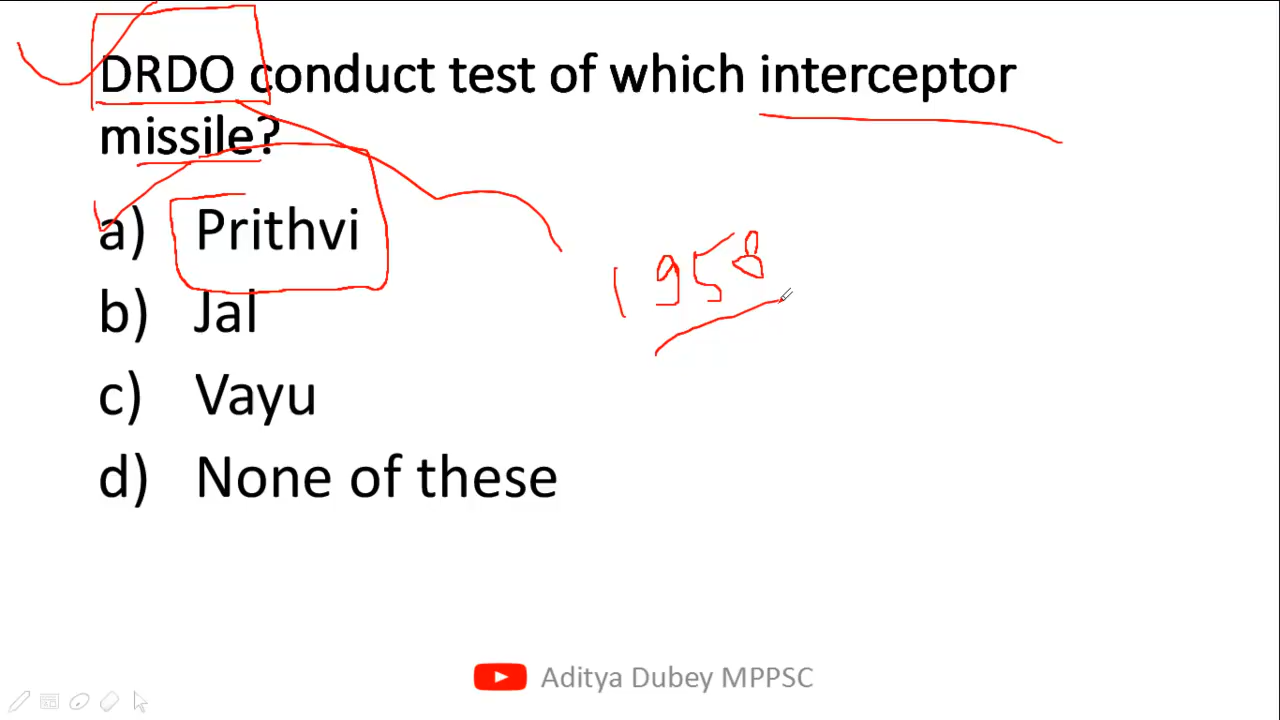 DRDO conduct test of which interceptor
missile?
a) Prithvi
b) Jal
c) Vayu
d) None of these
1958
Aditya Dubey MPPSC